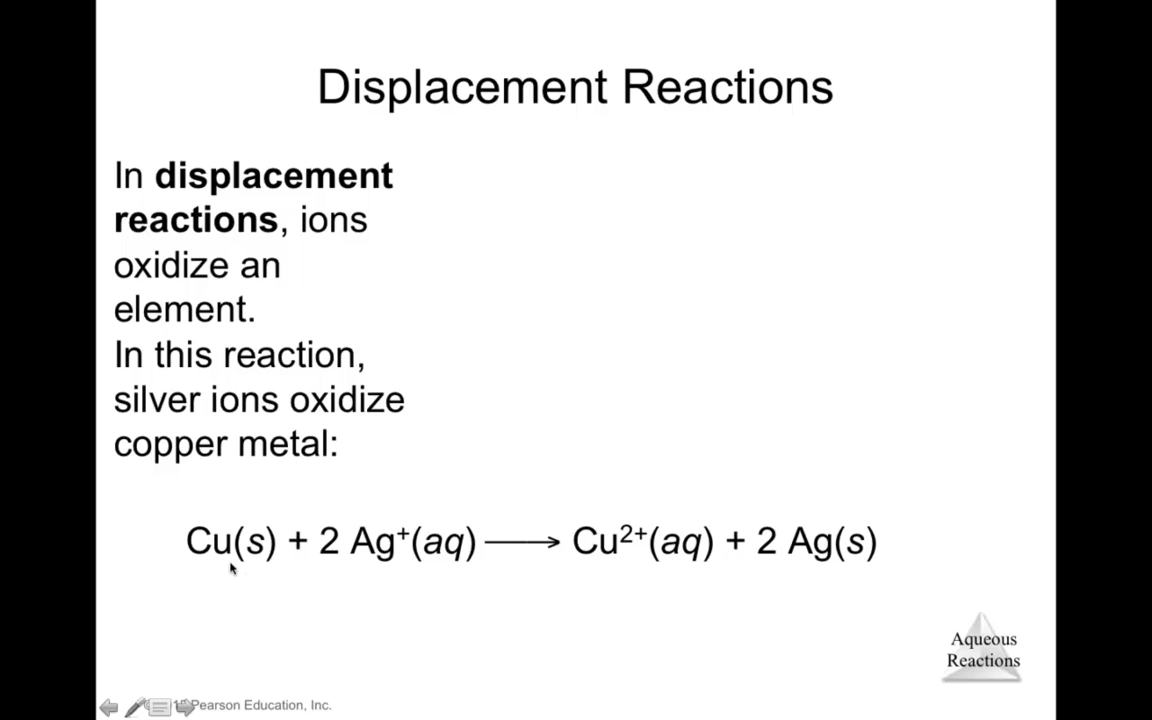 Displacement Reactions
In displacement
reactions, ions
oxidize an
element.
In this reaction,
silver ions oxidize
copper metal:
Cu(s) + 2 Ag⁺(aq) ⟶ Cu²⁺(aq) + 2 Ag(s)
Aqueous
Reactions
Pearson Education, Inc.